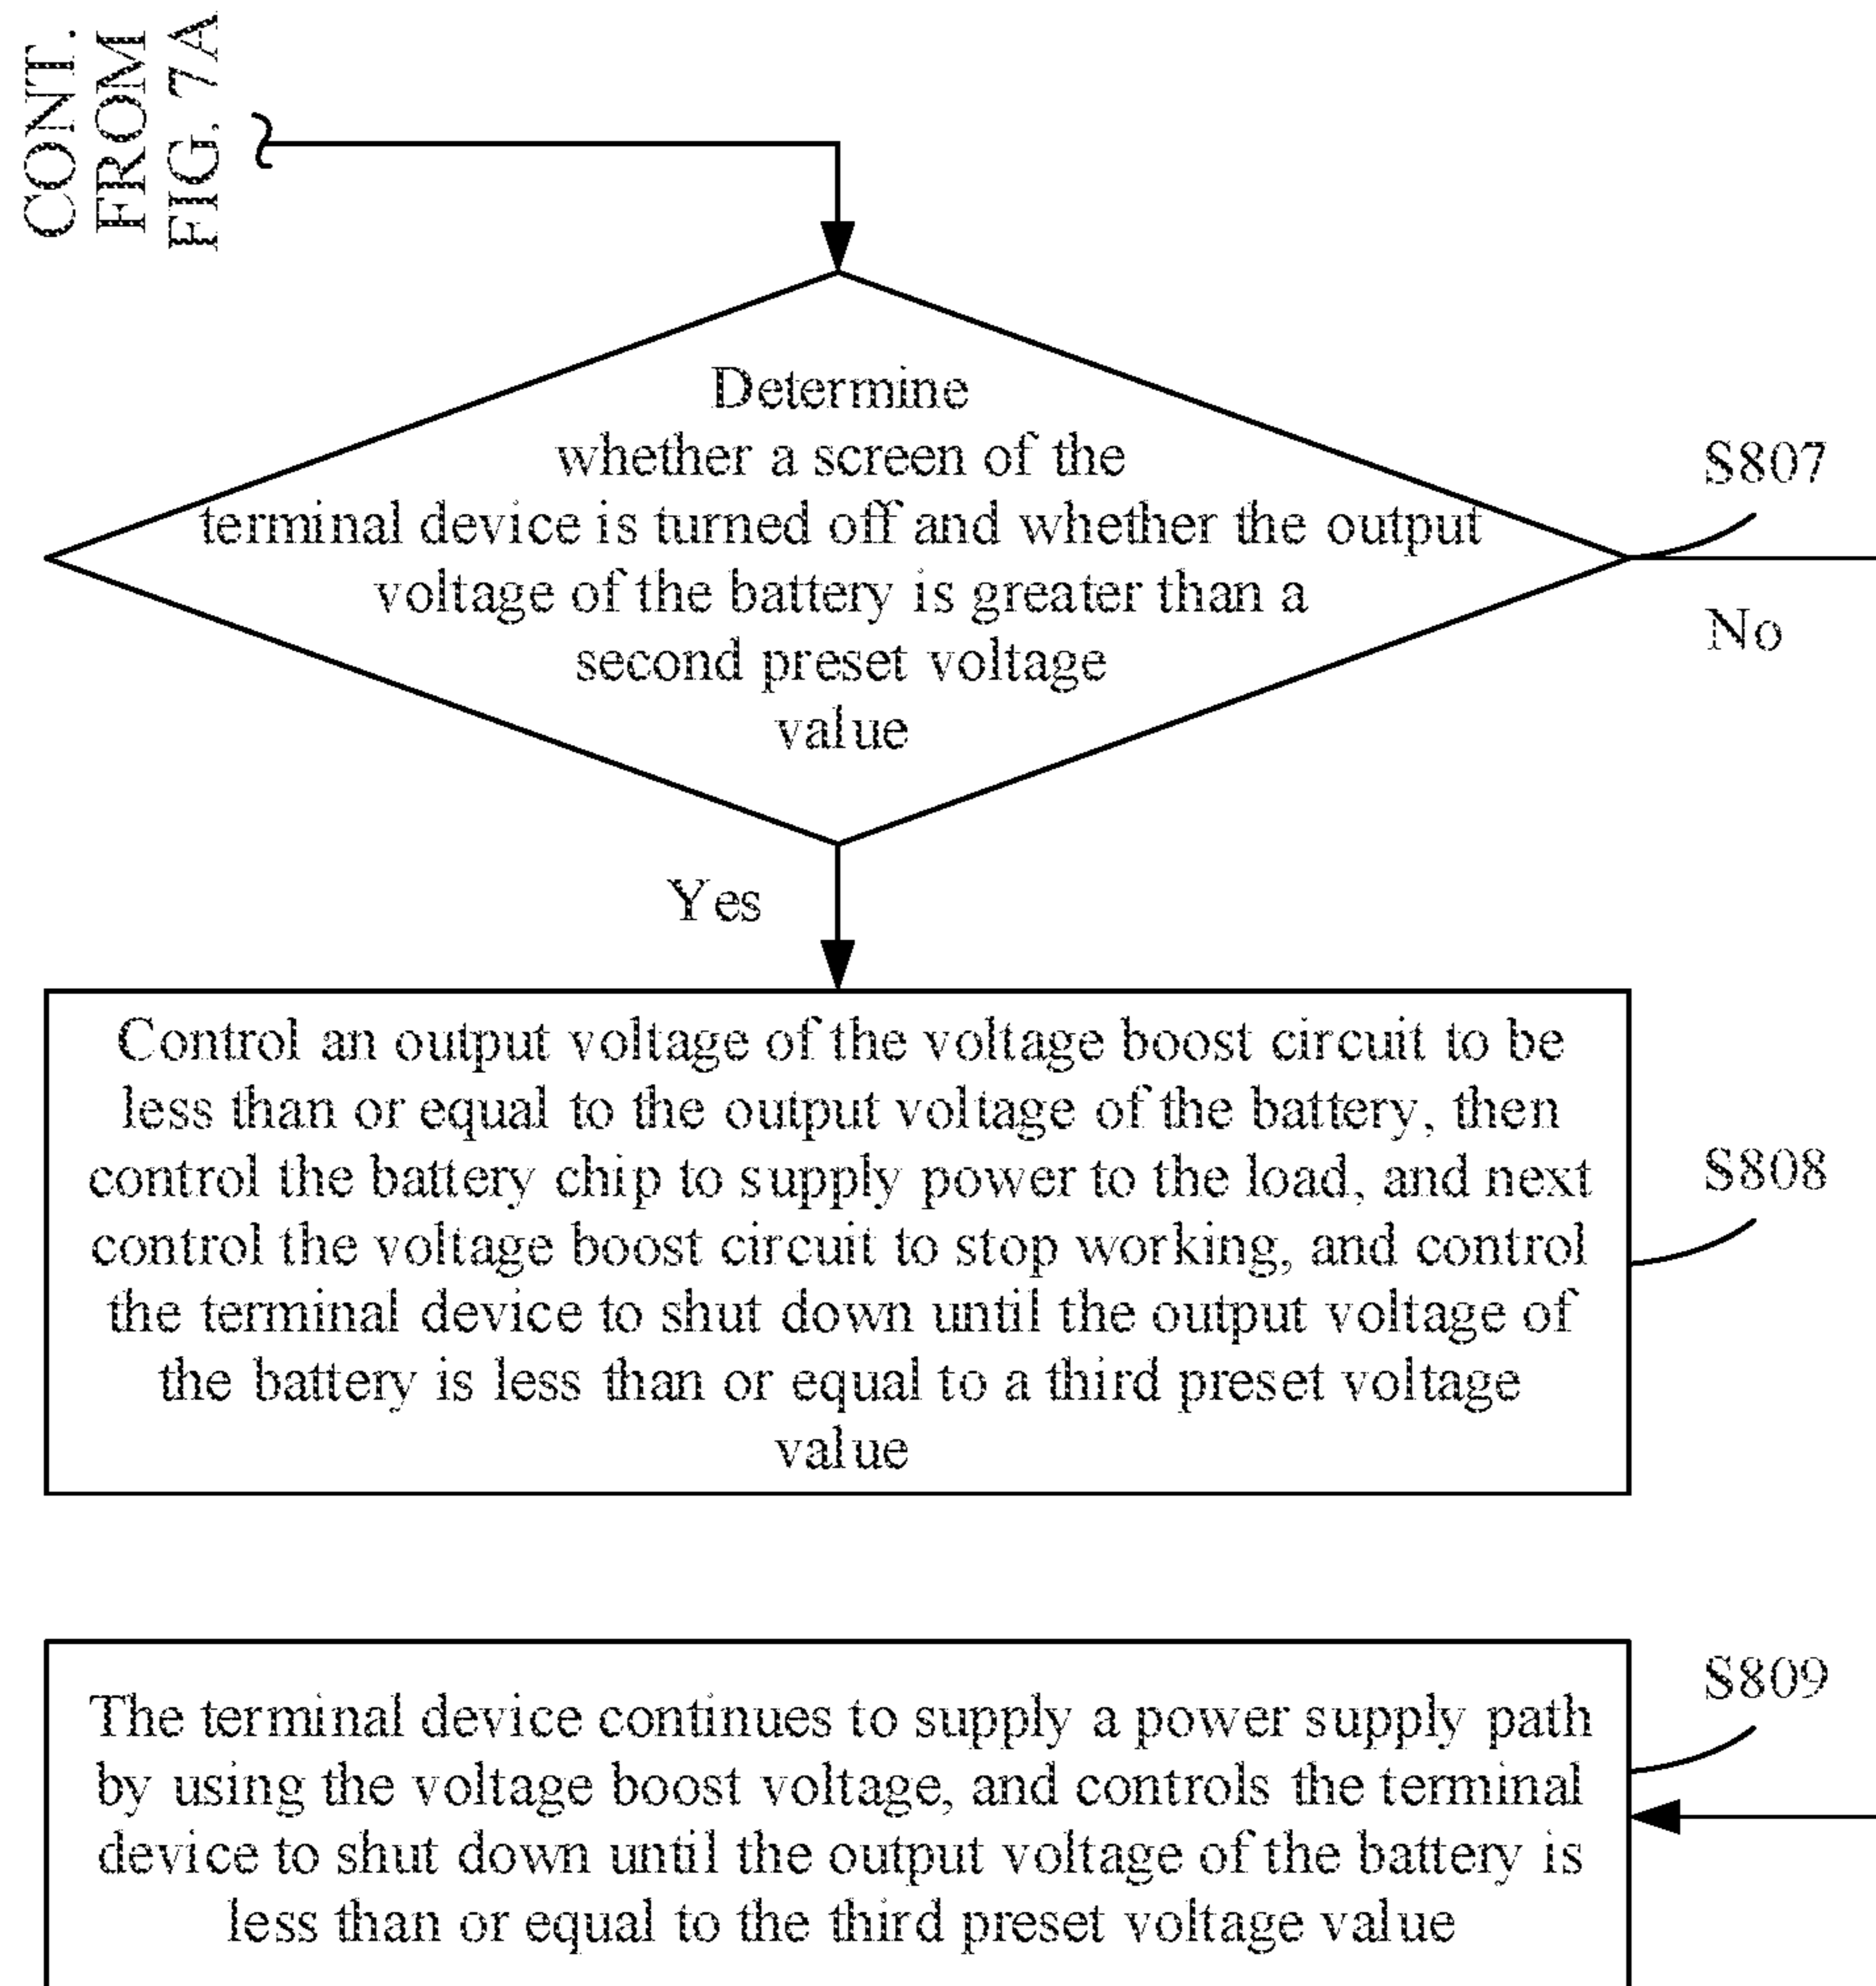 CONT.
FROM
FIG. 7A
Determine
whether a screen of the
terminal device is turned off and whether the output
voltage of the battery is greater than a
second preset voltage
value
S807
No
Yes
Control an output voltage of the voltage boost circuit to be
less than or equal to the output voltage of the battery, then
control the battery chip to supply power to the load, and next
control the voltage boost circuit to stop working, and control
the terminal device to shut down until the output voltage of
the battery is less than or equal to a third preset voltage
value
S808
The terminal device continues to supply a power supply path
by using the voltage boost voltage, and controls the terminal
device to shut down until the output voltage of the battery is
less than or equal to the third preset voltage value
S809